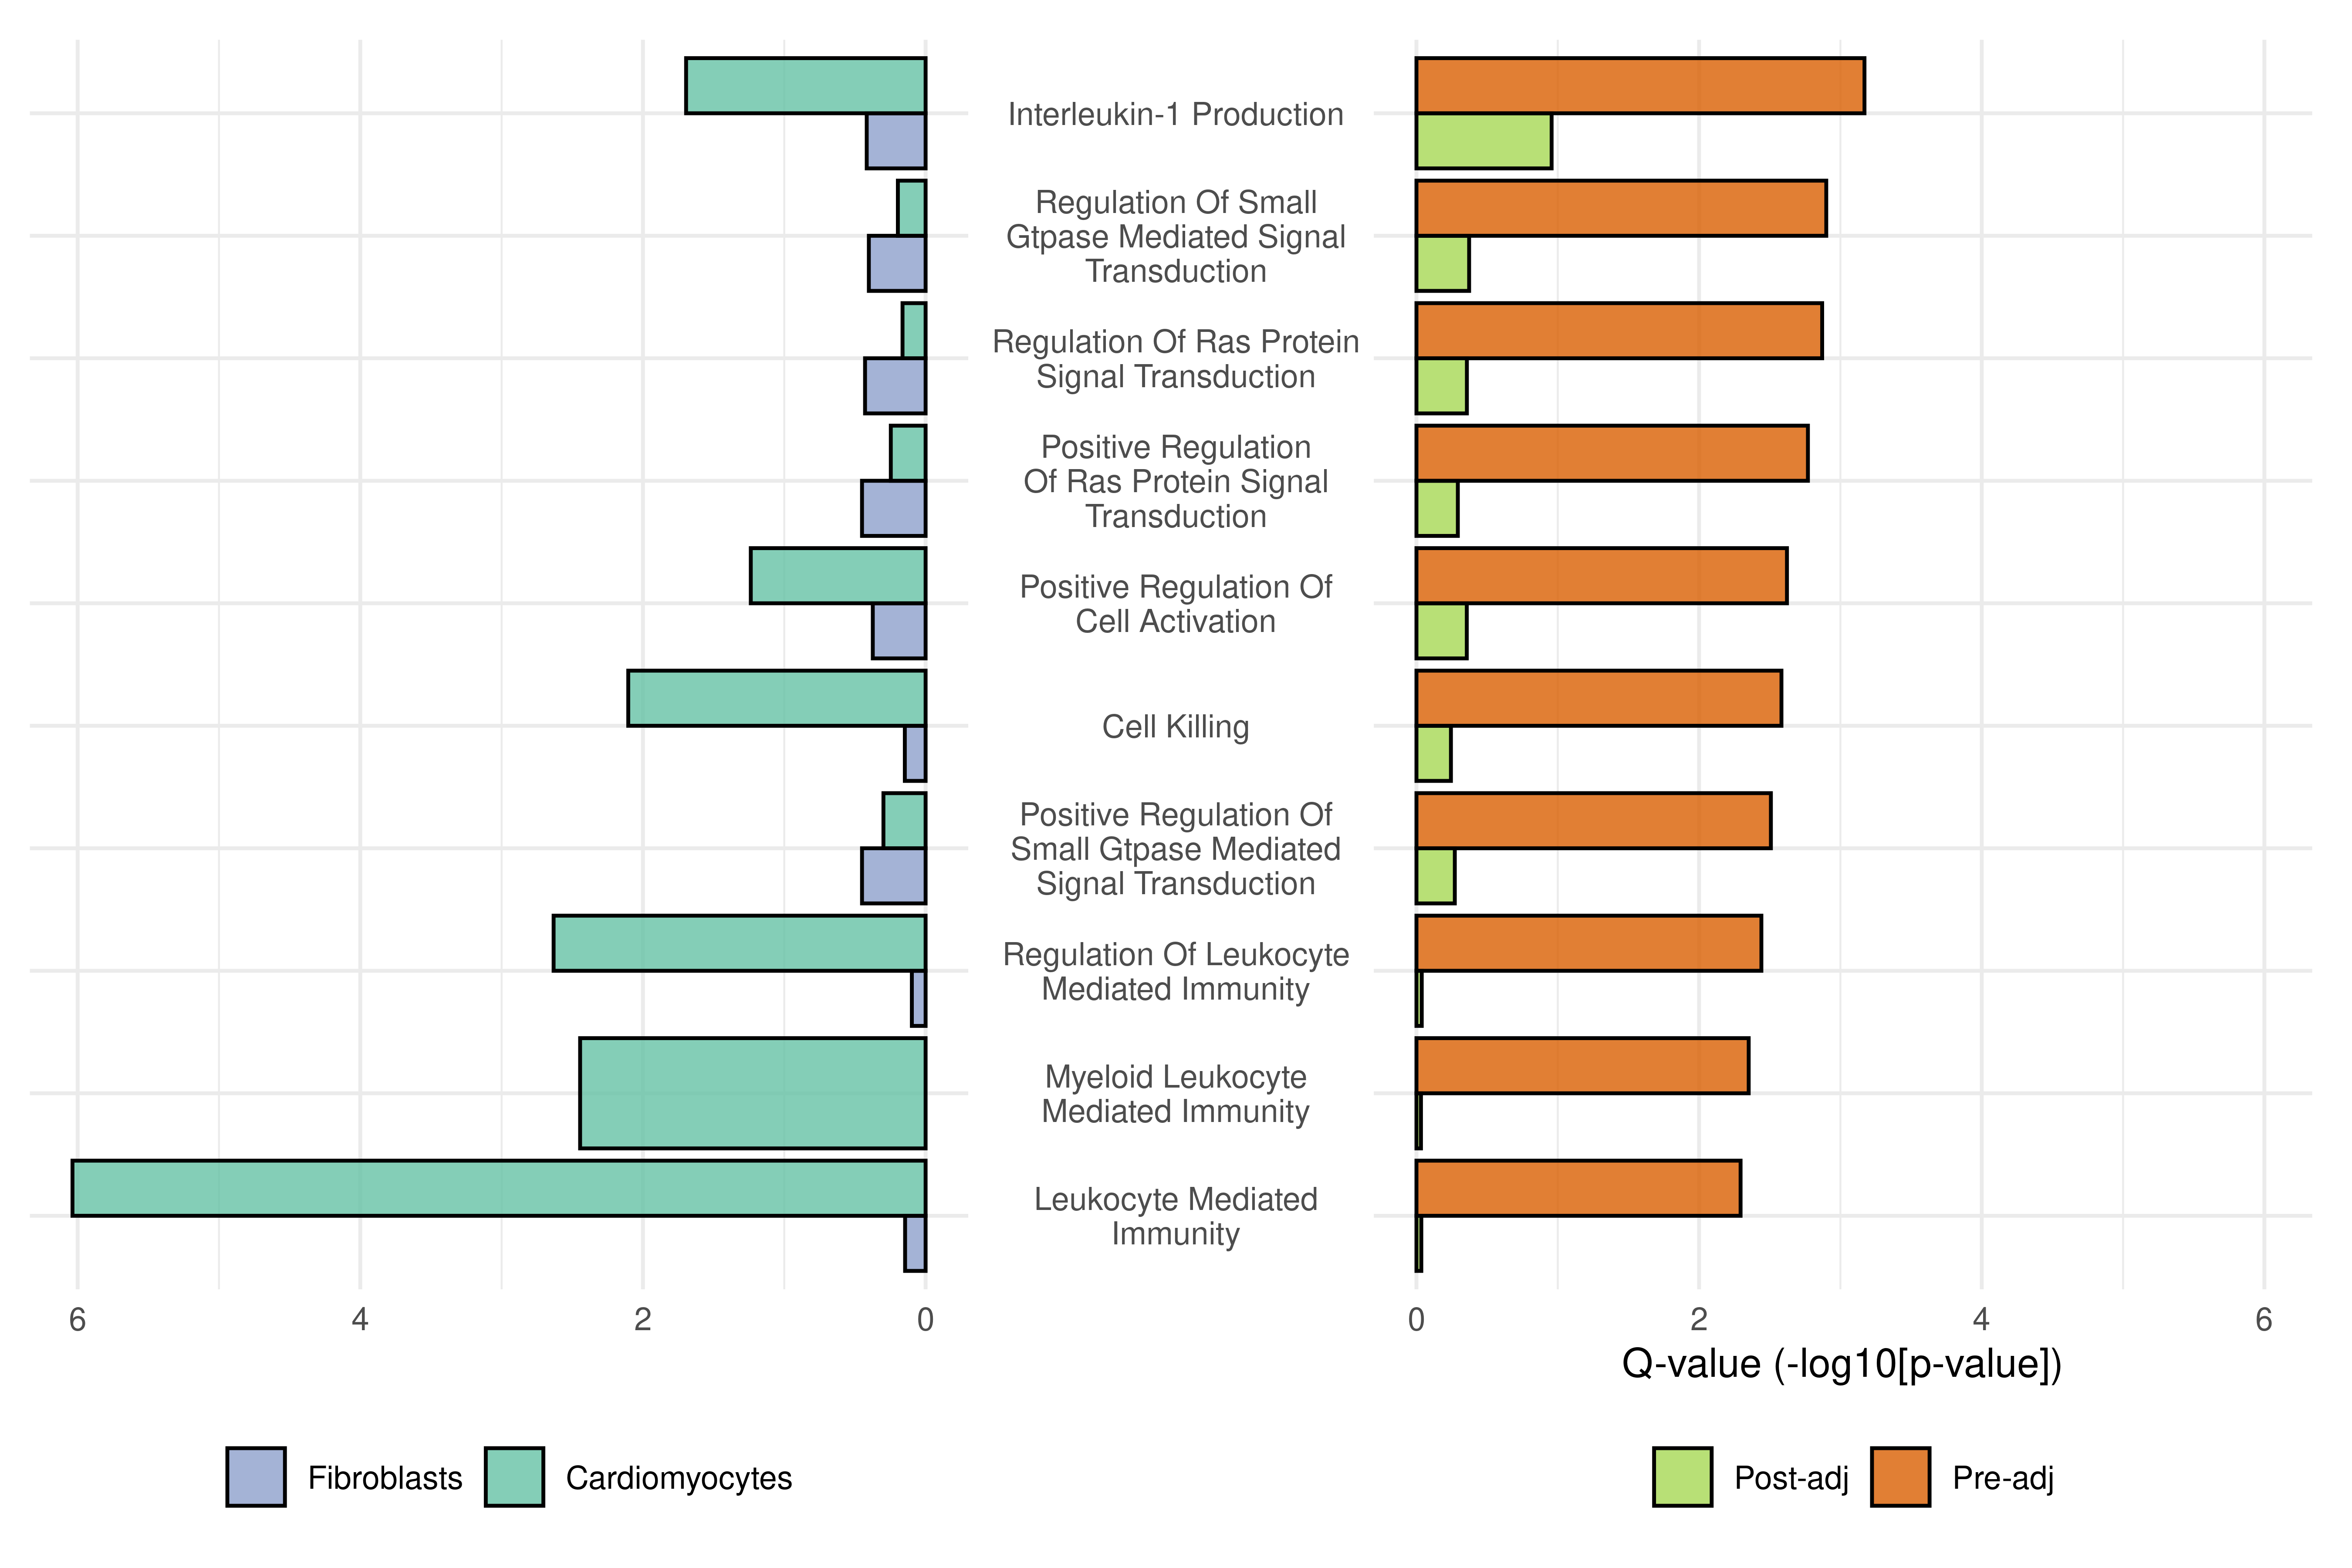 Interleukin-1 Production
Regulation Of Small
Gtpase Mediated Signal
Transduction
Regulation Of Ras Protein
Signal Transduction
Positive Regulation
Of Ras Protein Signal
Transduction
Positive Regulation Of
Cell Activation
Cell Killing
Positive Regulation Of
Small Gtpase Mediated
Signal Transduction
Regulation Of Leukocyte
Mediated Immunity
Myeloid Leukocyte
Mediated Immunity
Leukocyte Mediated
Immunity
6 4 2 0
0 2 4 6
Q-value (-log10[p-value])
Fibroblasts Cardiomyocytes
Post-adj Pre-adj